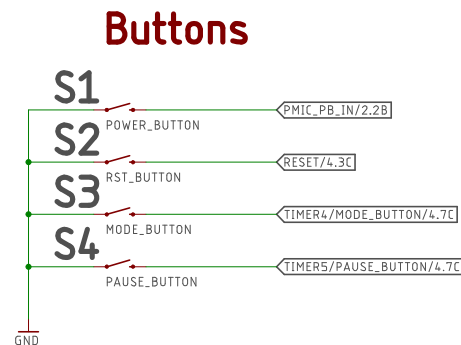 Buttons
S1
PMIC_PB_IN/2.2B
POWER_BUTTON
S2
RESET/4.3C
RST_BUTTON
S3
TIMER4/MODE_BUTTON/4.7C
MODE_BUTTON
S4
TIMER5/PAUSE_BUTTON/4.7C
PAUSE_BUTTON
GND